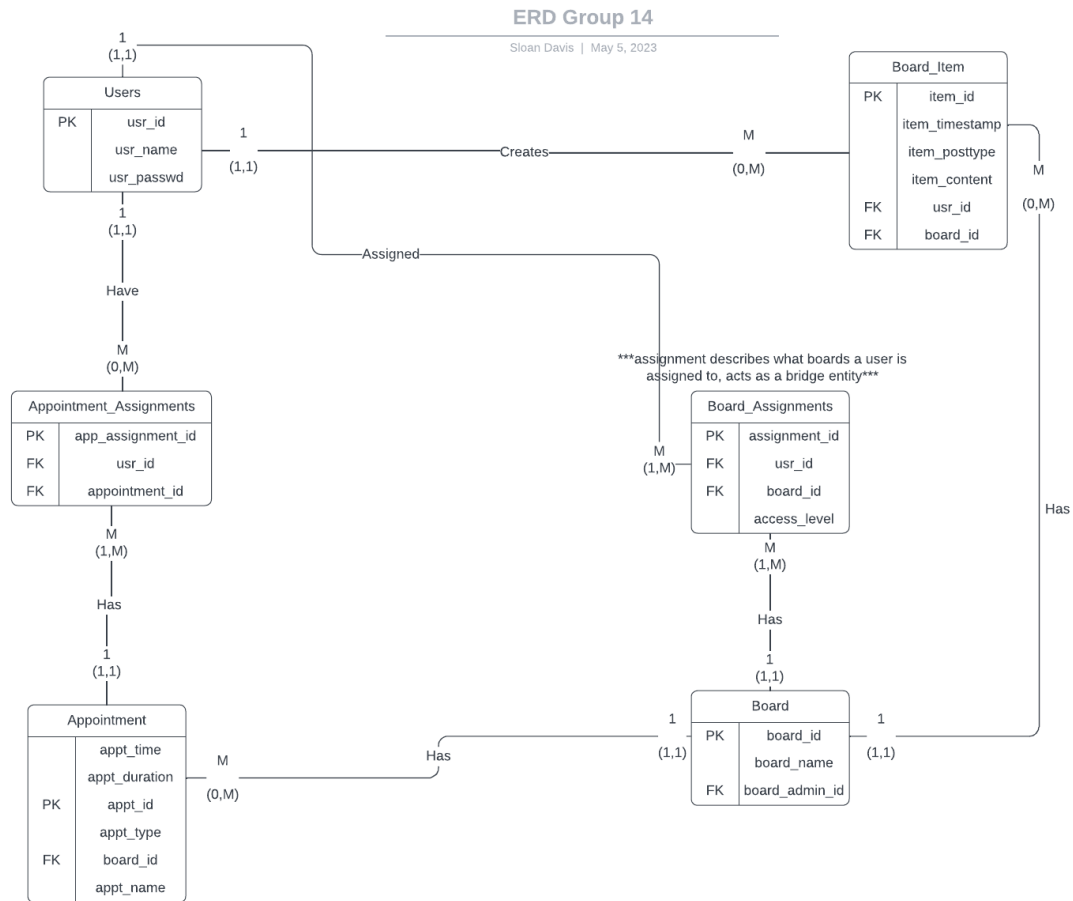 ERD Group 14
Sloan Davis | May 5, 2023
1
(1,1)
Users
PK usr_id
usr_name
usr_passwd
1
(1,1)
Creates
M
(0,M)
Board_Item
PK item_id
item_timestamp
item_posttype
item_content
FK usr_id
FK board_id
M
(0,M)
1
(1,1)
Assigned
Have
M
(0,M)
***assignment describes what boards a user is
assigned to, acts as a bridge entity***
Appointment_Assignments
PK app_assignment_id
FK usr_id
FK appointment_id
Board_Assignments
PK assignment_id
FK usr_id
FK board_id
access_level
M
(1,M)
Has
M
(1,M)
M
(1,M)
Has
Has
1
(1,1)
1
(1,1)
Appointment
appt_time
appt_duration
PK appt_id
appt_type
FK board_id
appt_name
M
(0,M)
Has
1
(1,1)
Board
PK board_id
board_name
FK board_admin_id
1
(1,1)